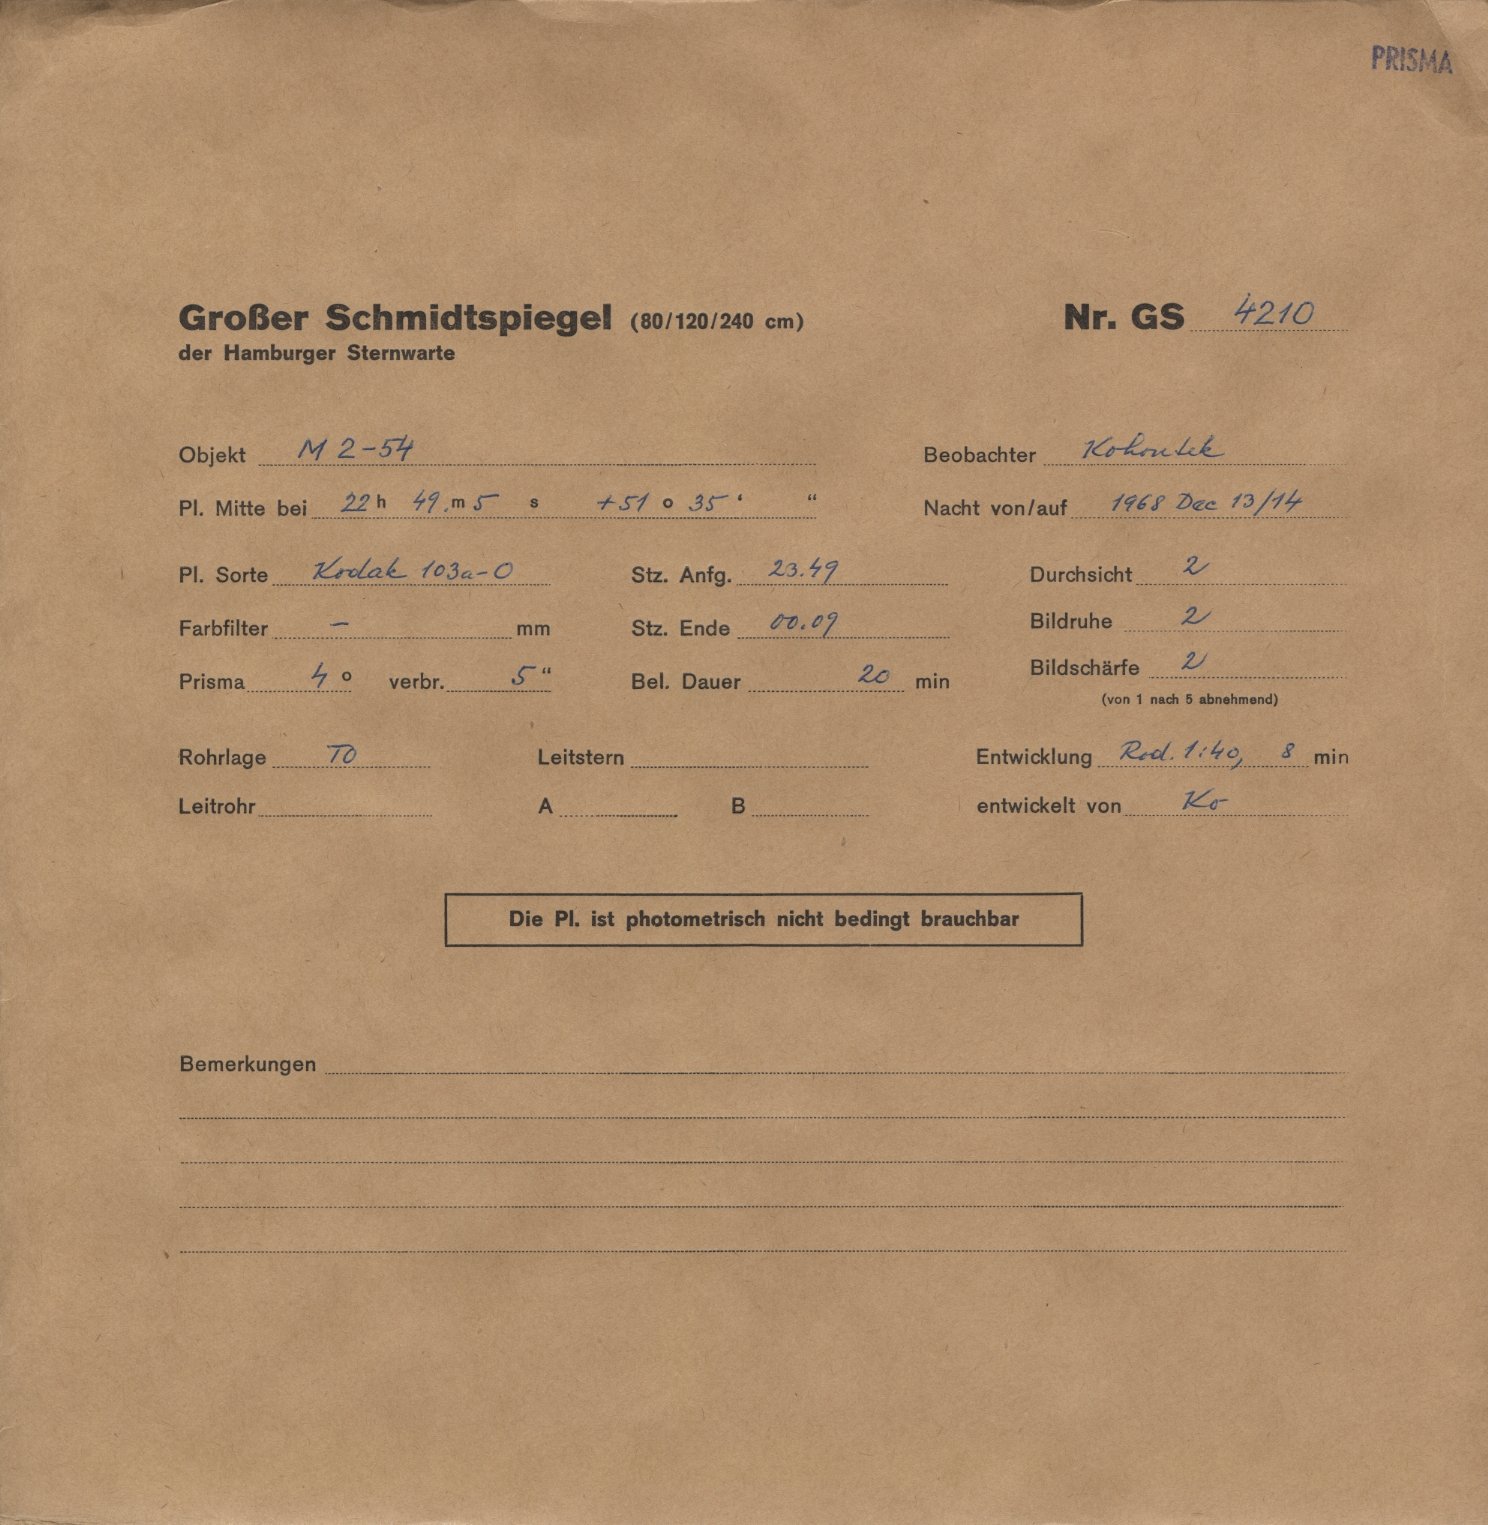 PRISMA
Großer Schmidtspiegel (80/120/240 cm) Nr. GS 4210
der Hamburger Sternwarte
Objekt M 2-54 Beobachter Kohoutek
Pl. Mitte bei 22 h 49. m 5 s +51 o 35 ‘ “ Nacht von/auf 1968 Dec 13/14
Pl. Sorte Kodak 103a-O Stz. Anfg. 23.49 Durchsicht 2
Farbfilter - mm Stz. Ende 00.09 Bildruhe 2
Prisma 4 o verbr. 5 “ Bel. Dauer 20 min Bildschärfe 2
(von 1 nach 5 abnehmend)
Rohrlage TO Leitstern Entwicklung Rod. 1:40, 8 min
Leitrohr A B entwickelt von Ko
Die Pl. ist photometrisch nicht bedingt brauchbar
Bemerkungen